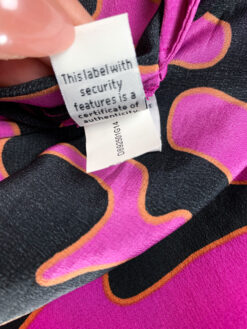 This label with
security
features is a
certificate of
authenticity